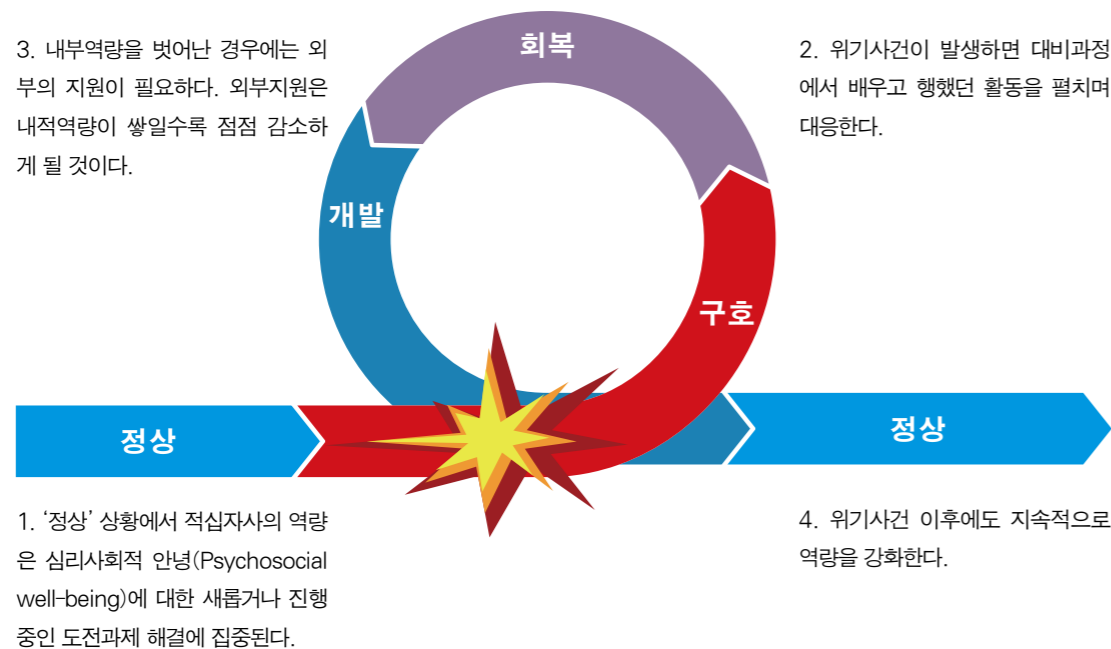 3. 내부역량을 벗어난 경우에는 외
부의 지원이 필요하다. 외부지원은
내적역량이 쌓일수록 점점 감소하
게 될 것이다.
회복
2. 위기사건이 발생하면 대비과정
에서 배우고 행했던 활동을 펼치며
대응한다.
개발
구호
정상
정상
1. ‘정상’ 상황에서 적십자사의 역량
은 심리사회적 안녕(Psychosocial
well-being)에 대한 새롭거나 진행
중인 도전과제 해결에 집중된다.
4. 위기사건 이후에도 지속적으로
역량을 강화한다.